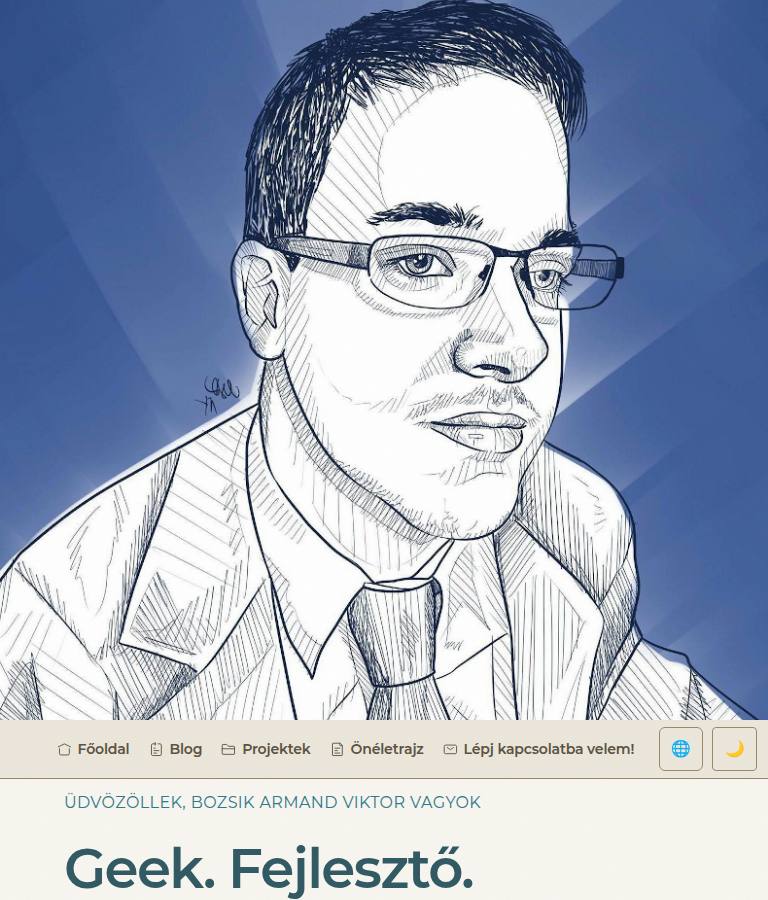 Főoldal Blog Projektek Önéletrajz Lépj kapcsolatba velem!
ÜDVÖZÖLLEK, BOZSIK ARMAND VIKTOR VAGYOK
Geek. Fejlesztő.